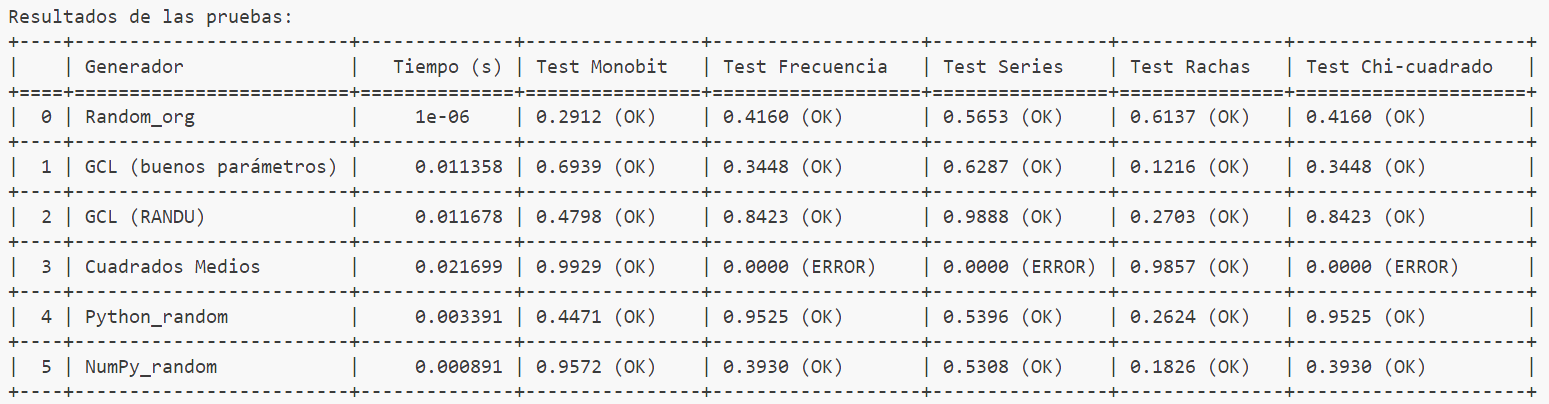 Resultados de las pruebas:
+----+-------------------------+--------------+----------------+-------------------+----------------+---------------+---------------------+
|    | Generador               |   Tiempo (s) | Test Monobit   | Test Frecuencia   | Test Series    | Test Rachas   | Test Chi-cuadrado   |
+====+=========================+==============+================+===================+================+===============+=====================+
|  0 | Random_org              |     1e-06    | 0.2912 (OK)    | 0.4160 (OK)       | 0.5653 (OK)    | 0.6137 (OK)   | 0.4160 (OK)         |
+----+-------------------------+--------------+----------------+-------------------+----------------+---------------+---------------------+
|  1 | GCL (buenos parámetros) |     0.011358 | 0.6939 (OK)    | 0.3448 (OK)       | 0.6287 (OK)    | 0.1216 (OK)   | 0.3448 (OK)         |
+----+-------------------------+--------------+----------------+-------------------+----------------+---------------+---------------------+
|  2 | GCL (RANDU)             |     0.011678 | 0.4798 (OK)    | 0.8423 (OK)       | 0.9888 (OK)    | 0.2703 (OK)   | 0.8423 (OK)         |
+----+-------------------------+--------------+----------------+-------------------+----------------+---------------+---------------------+
|  3 | Cuadrados Medios        |     0.021699 | 0.9929 (OK)    | 0.0000 (ERROR)    | 0.0000 (ERROR) | 0.9857 (OK)   | 0.0000 (ERROR)      |
+----+-------------------------+--------------+----------------+-------------------+----------------+---------------+---------------------+
|  4 | Python_random           |     0.003391 | 0.4471 (OK)    | 0.9525 (OK)       | 0.5396 (OK)    | 0.2624 (OK)   | 0.9525 (OK)         |
+----+-------------------------+--------------+----------------+-------------------+----------------+---------------+---------------------+
|  5 | NumPy_random            |     0.000891 | 0.9572 (OK)    | 0.3930 (OK)       | 0.5308 (OK)    | 0.1826 (OK)   | 0.3930 (OK)         |
+----+-------------------------+--------------+----------------+-------------------+----------------+---------------+---------------------+